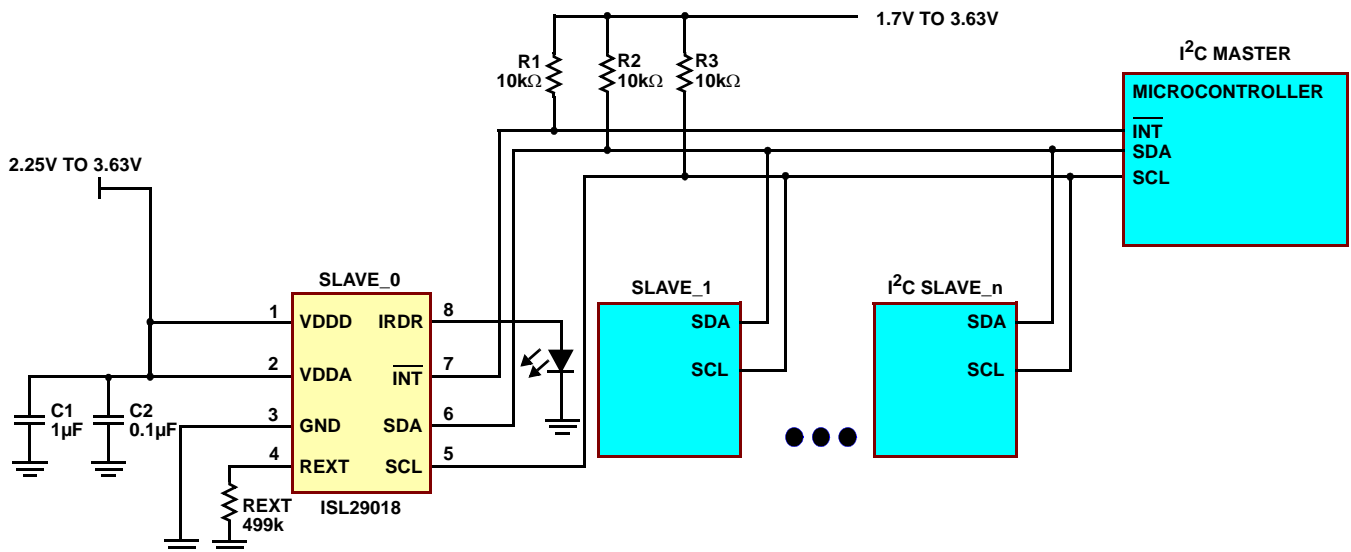 1.7V TO 3.63V
R1
10kΩ
R2
10kΩ
R3
10kΩ
I²C MASTER
MICROCONTROLLER
INT
SDA
SCL
2.25V TO 3.63V
SLAVE_0
1
VDDD
IRDR
8
2
VDDA
INT
7
3
GND
SDA
6
4
REXT
SCL
5
ISL29018
C1
1µF
C2
0.1µF
REXT
499k
SLAVE_1
SDA
SCL
I²C SLAVE_n
SDA
SCL